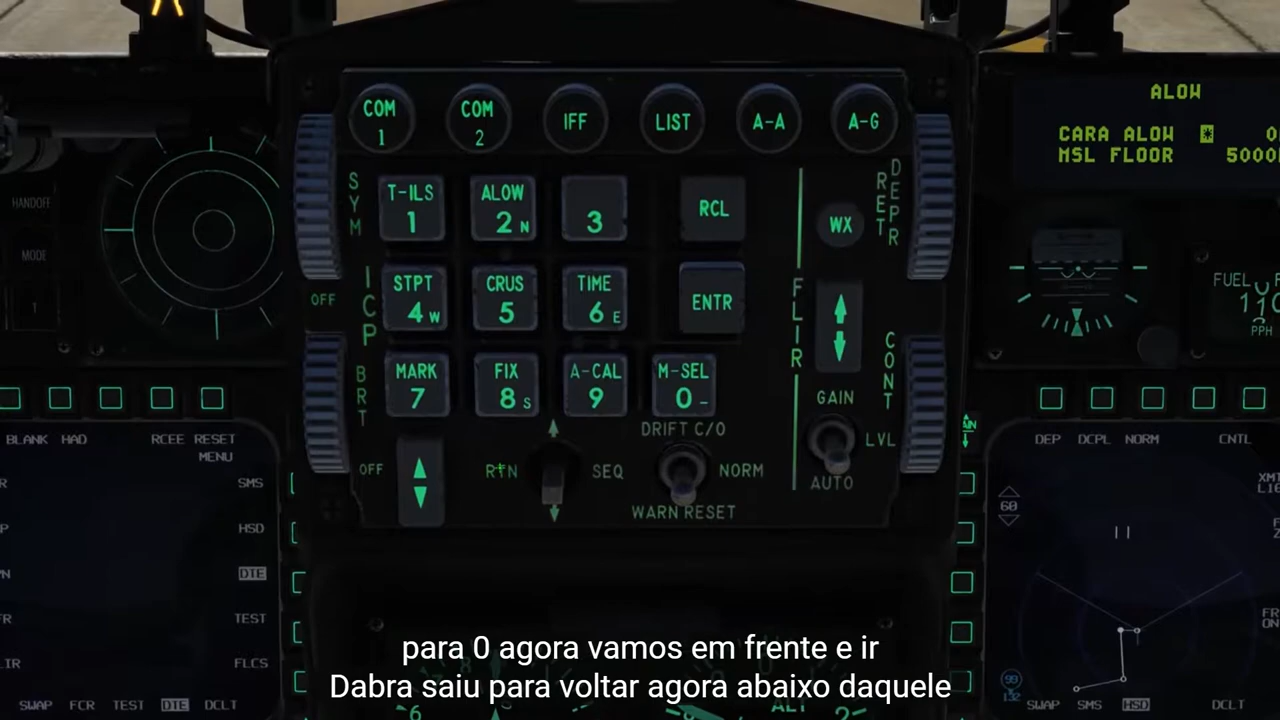 COM 1
COM 2
IFF
LIST
A-A
A-G
ALOW
CARA ALOW * 0
MSL FLOOR 5000
HANDOFF
MODE
1
SYM
T-ILS 1
ALOW 2 N
3
RCL
WX
RET
DEPR
ICP
OFF
STPT 4 W
CRUS 5
TIME 6 E
ENTR
FLIR
FUEL
PPH
BRT
MARK 7
FIX 8 S
A-CAL 9
M-SEL 0 -
CONT
GAIN
LVL
AUTO
DRIFT C/O
OFF
RTN
SEQ
NORM
WARN RESET
BLANK HAD RCEE RESET
MENU
SMS
HSD
DTE
TEST
FLCS
SWAP FCR TEST DTE DCLT
DEP DCPL NORM CNTL
60
SWAP SMS HSD DCLT
ALT
para 0 agora vamos em frente e ir
Dabra saiu para voltar agora abaixo daquele